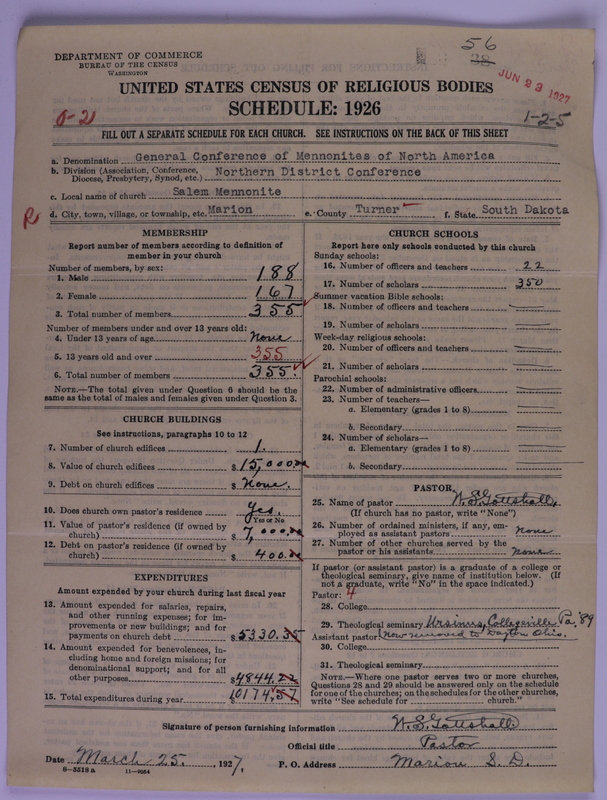 56
38
DEPARTMENT OF COMMERCE
BUREAU OF THE CENSUS
WASHINGTON
JUN 23 1927
UNITED STATES CENSUS OF RELIGIOUS BODIES
SCHEDULE: 1926
1-2-5
FILL OUT A SEPARATE SCHEDULE FOR EACH CHURCH. SEE INSTRUCTIONS ON THE BACK OF THIS SHEET
a. Denomination General Conference of Mennonites of North America
b. Division (Association, Conference, Diocese, Presbytery, Synod, etc.) Northern District Conference
c. Local name of church Salem Mennonite
R d. City, town, village, or township, etc. Marion e. County Turner f. State South Dakota
MEMBERSHIP
Report number of members according to definition of
member in your church
Number of members, by sex:
1. Male 188
2. Female 167
3. Total number of members 355
Number of members under and over 13 years old:
4. Under 13 years of age None
5. 13 years old and over 355
6. Total number of members 355
NOTE.—The total given under Question 6 should be the
same as the total of males and females given under Question 3.
CHURCH BUILDINGS
See instructions, paragraphs 10 to 12
7. Number of church edifices 1.
8. Value of church edifices $15,000.00
9. Debt on church edifices $None.
10. Does church own pastor's residence? Yes.
Yes or No
11. Value of pastor's residence (if owned by
church) $7,000.00
12. Debt on pastor's residence (if owned by
church) $400.00
EXPENDITURES
Amount expended by your church during last fiscal year
13. Amount expended for salaries, repairs,
and other running expenses; for im-
provements or new buildings; and for
payments on church debt $5330.35
14. Amount expended for benevolences, in-
cluding home and foreign missions; for
denominational support; and for all
other purposes $4844.22
15. Total expenditures during year $10174.57
CHURCH SCHOOLS
Report here only schools conducted by this church
Sunday schools:
16. Number of officers and teachers 22
17. Number of scholars 350
Summer vacation Bible schools:
18. Number of officers and teachers
19. Number of scholars
Week-day religious schools:
20. Number of officers and teachers
21. Number of scholars
Parochial schools:
22. Number of administrative officers
23. Number of teachers—
a. Elementary (grades 1 to 8)
b. Secondary
24. Number of scholars—
a. Elementary (grades 1 to 8)
b. Secondary
PASTOR
25. Name of pastor W. S. Gottshall
(If church has no pastor, write "None")
26. Number of ordained ministers, if any, em-
ployed as assistant pastors none
27. Number of other churches served by the
pastor or his assistants none
If pastor (or assistant pastor) is a graduate of a college or
theological seminary, give name of institution below. (If
not a graduate, write "No" in the space indicated.)
Pastor: 4
28. College
29. Theological seminary Ursinus, Collegeville Pa. '89
Assistant pastor: Now removed to Dayton Ohio.
30. College
31. Theological seminary
NOTE.—Where one pastor serves two or more churches,
Questions 28 and 29 should be answered only on the schedule
for one of the churches; on the schedules for the other churches,
write "See schedule for church."
Signature of person furnishing information W. S. Gottshall
Official title Pastor
Date March 25, 1927. P. O. Address Marion S. D.
8-5518a 11-9054